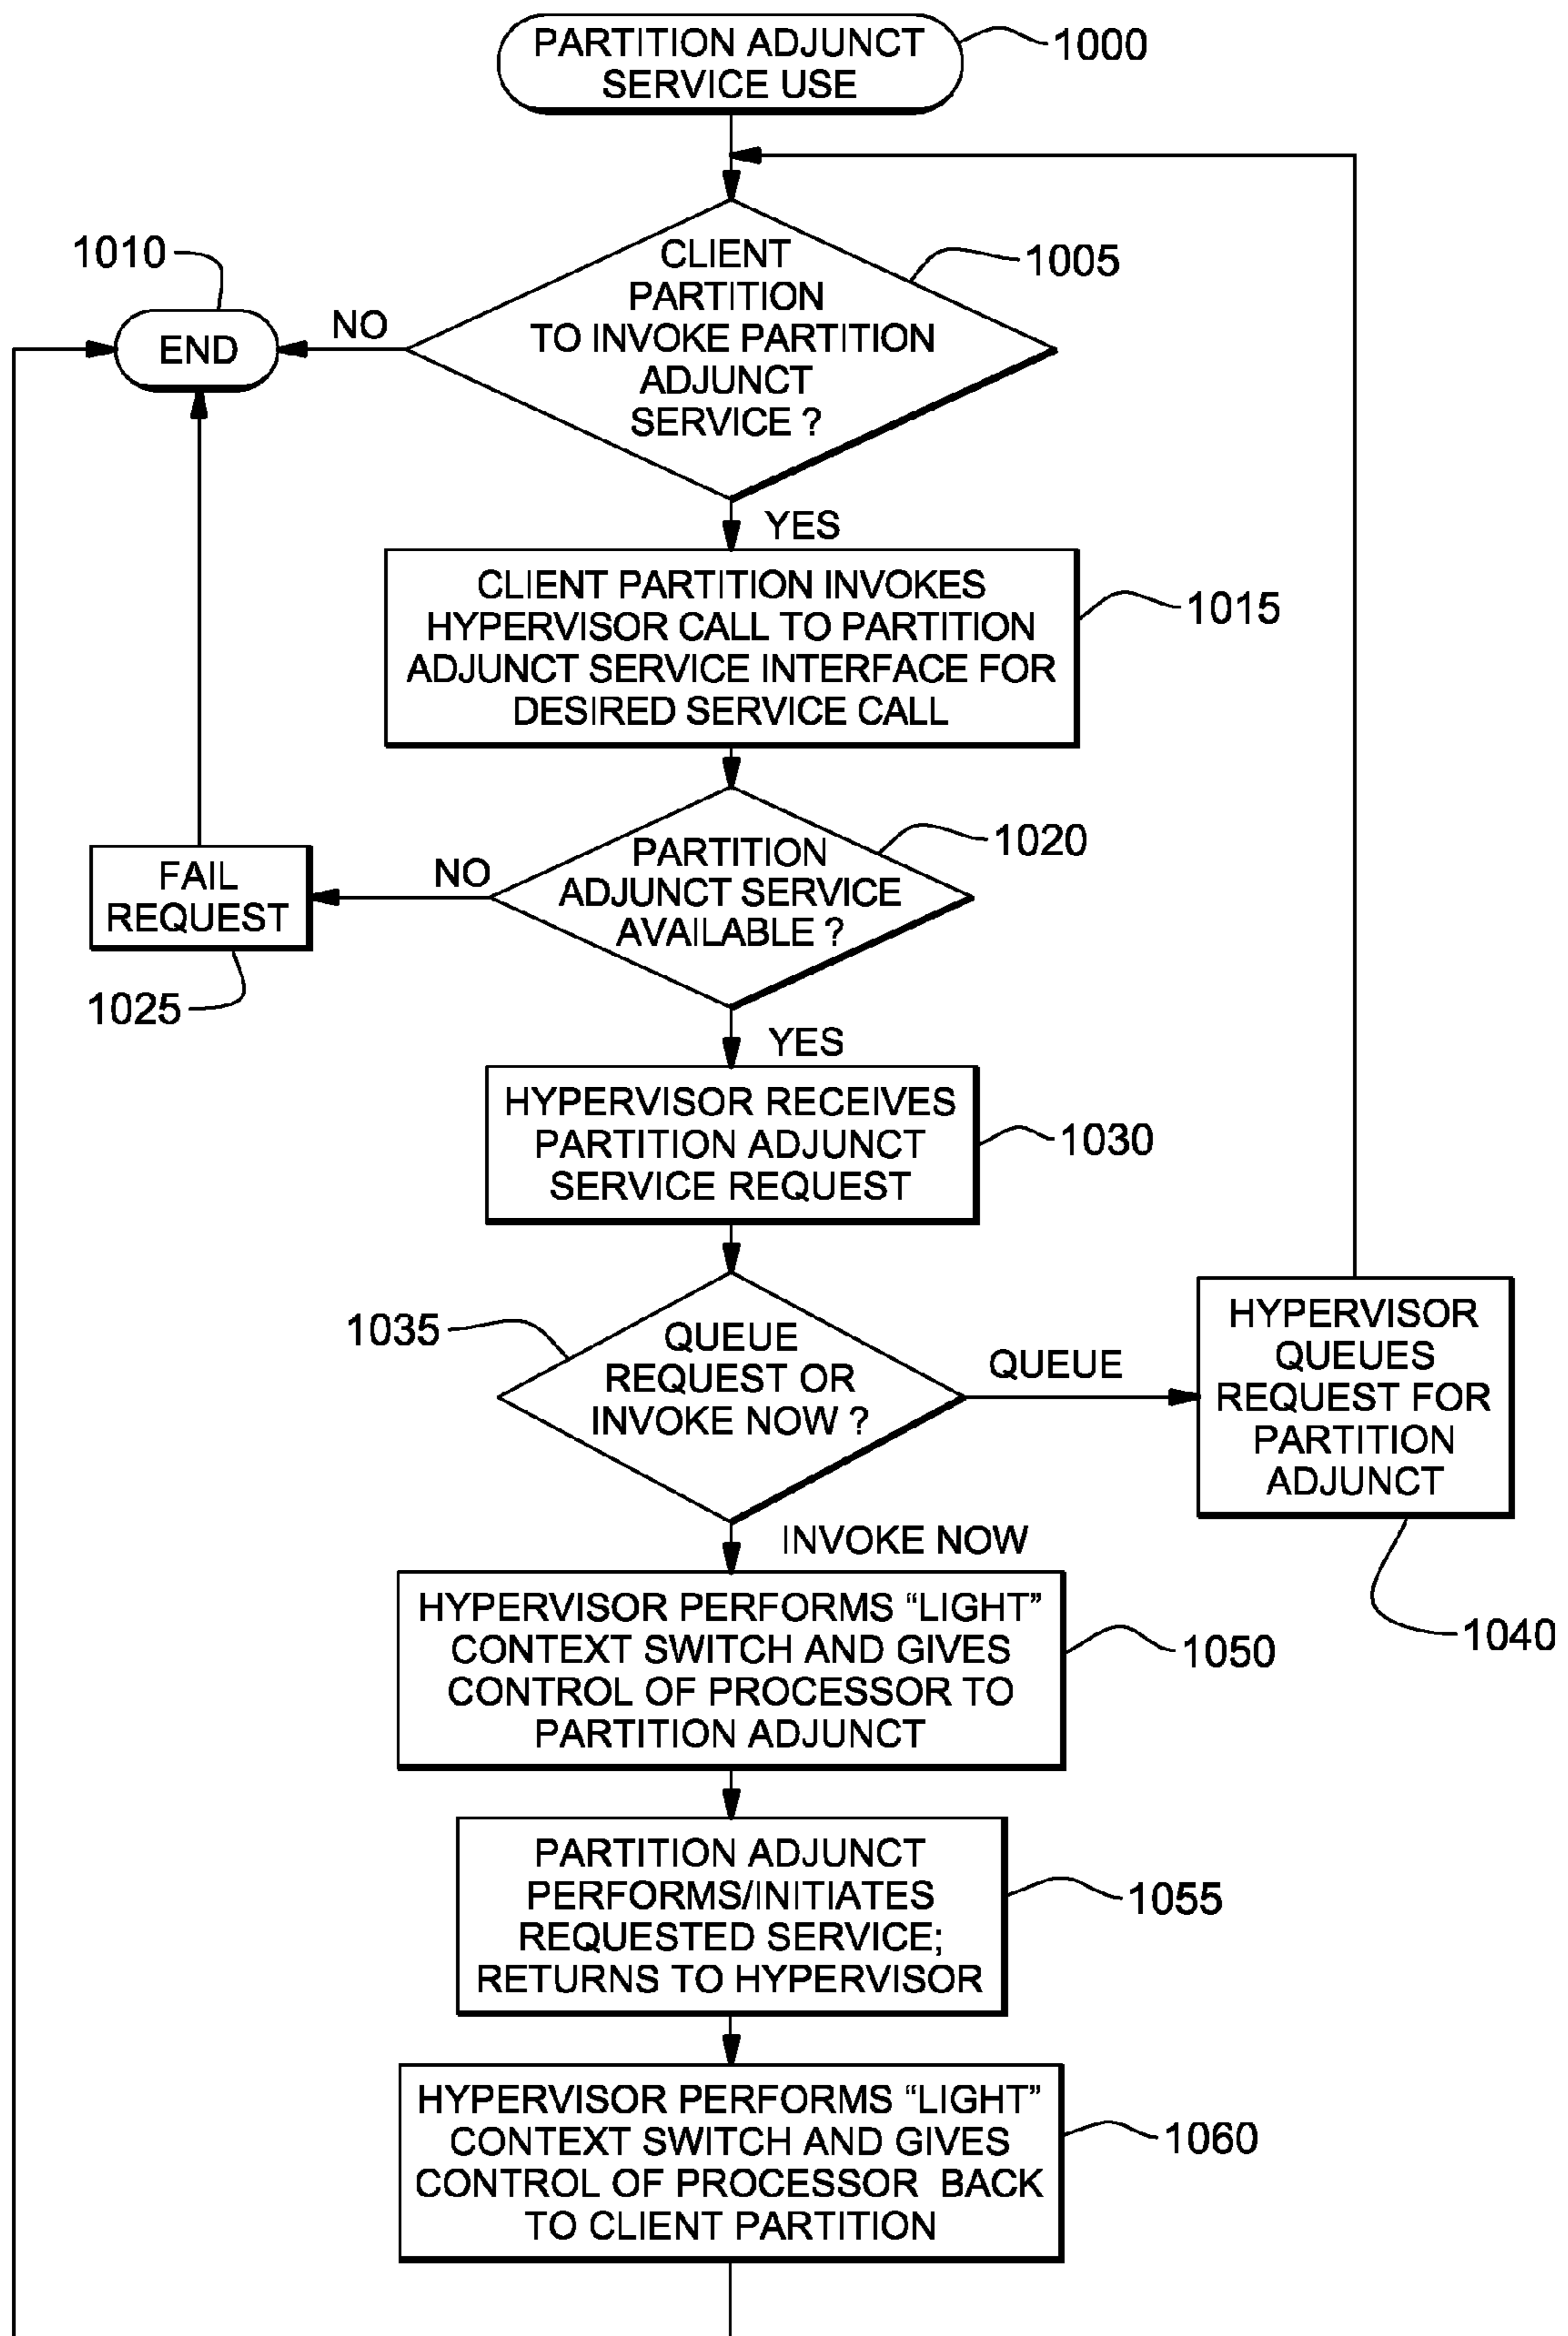 PARTITION ADJUNCT
SERVICE USE
1000
CLIENT
PARTITION
TO INVOKE PARTITION
ADJUNCT
SERVICE ?
1005
1010
END
NO
YES
CLIENT PARTITION INVOKES
HYPERVISOR CALL TO PARTITION
ADJUNCT SERVICE INTERFACE FOR
DESIRED SERVICE CALL
1015
PARTITION
ADJUNCT SERVICE
AVAILABLE ?
1020
NO
FAIL
REQUEST
1025
YES
HYPERVISOR RECEIVES
PARTITION ADJUNCT
SERVICE REQUEST
1030
1035
QUEUE
REQUEST OR
INVOKE NOW ?
QUEUE
HYPERVISOR
QUEUES
REQUEST FOR
PARTITION
ADJUNCT
1040
INVOKE NOW
HYPERVISOR PERFORMS “LIGHT”
CONTEXT SWITCH AND GIVES
CONTROL OF PROCESSOR TO
PARTITION ADJUNCT
1050
PARTITION ADJUNCT
PERFORMS/INITIATES
REQUESTED SERVICE;
RETURNS TO HYPERVISOR
1055
HYPERVISOR PERFORMS “LIGHT”
CONTEXT SWITCH AND GIVES
CONTROL OF PROCESSOR BACK
TO CLIENT PARTITION
1060